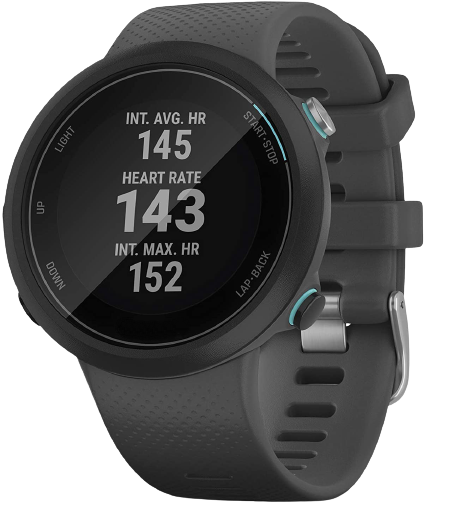 INT. AVG. HR
145
HEART RATE
143
INT. MAX. HR
152
LIGHT
UP
DOWN
START·STOP
LAP·BACK